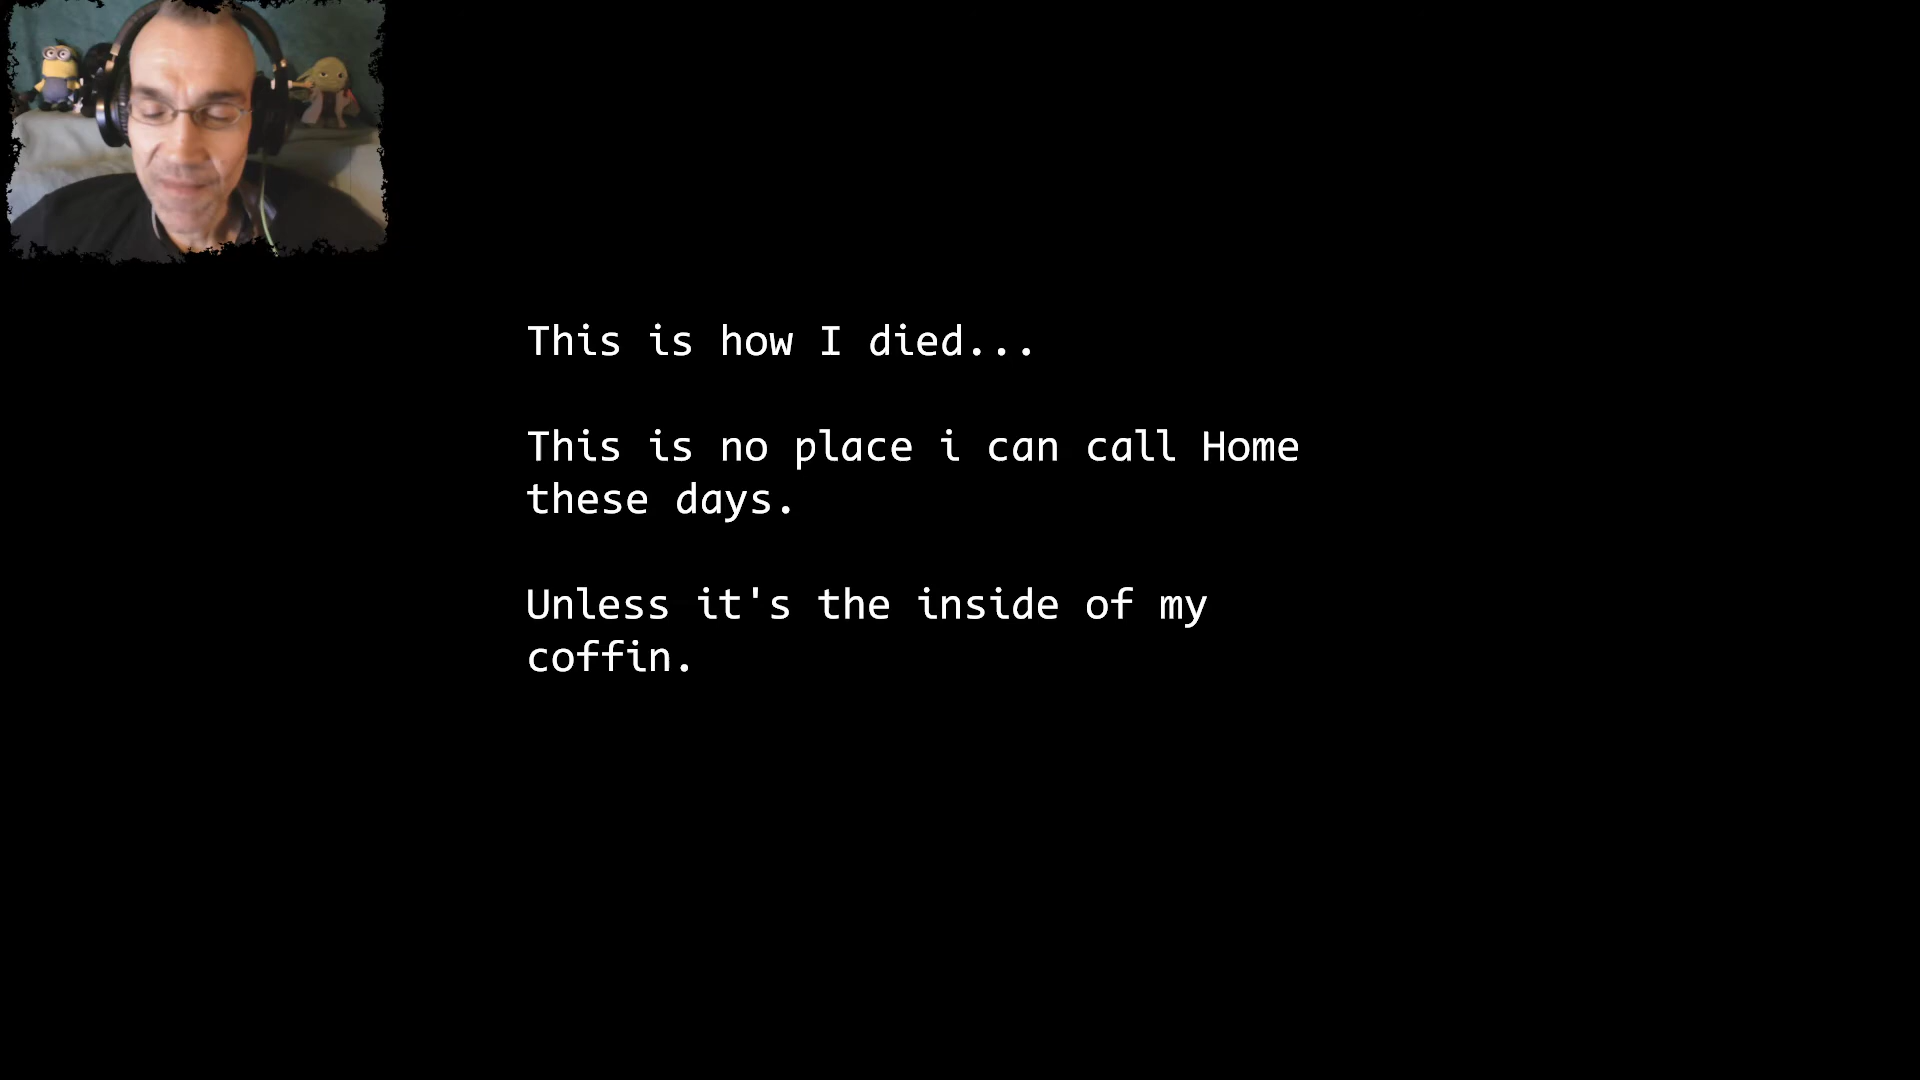 This is how I died...
This is no place i can call Home
these days.
Unless it's the inside of my
coffin.